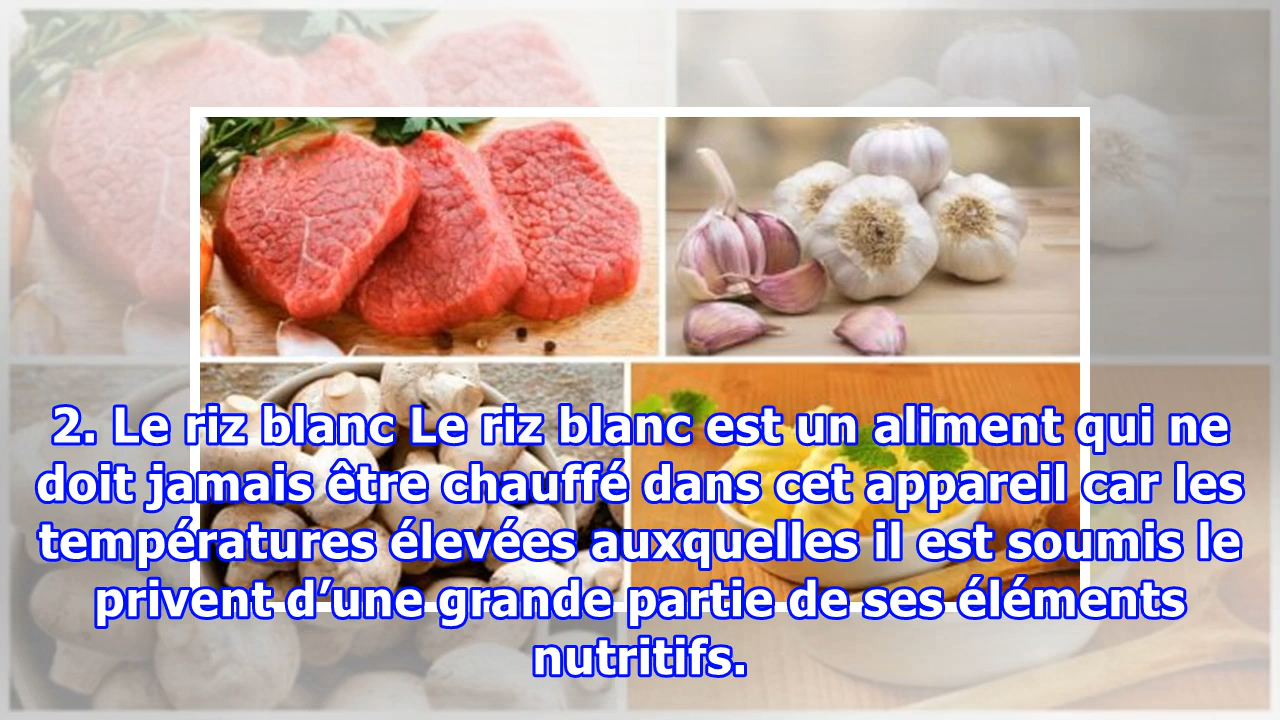 2. Le riz blanc Le riz blanc est un aliment qui ne
doit jamais être chauffé dans cet appareil car les
températures élevées auxquelles il est soumis le
privent d’une grande partie de ses éléments
nutritifs.